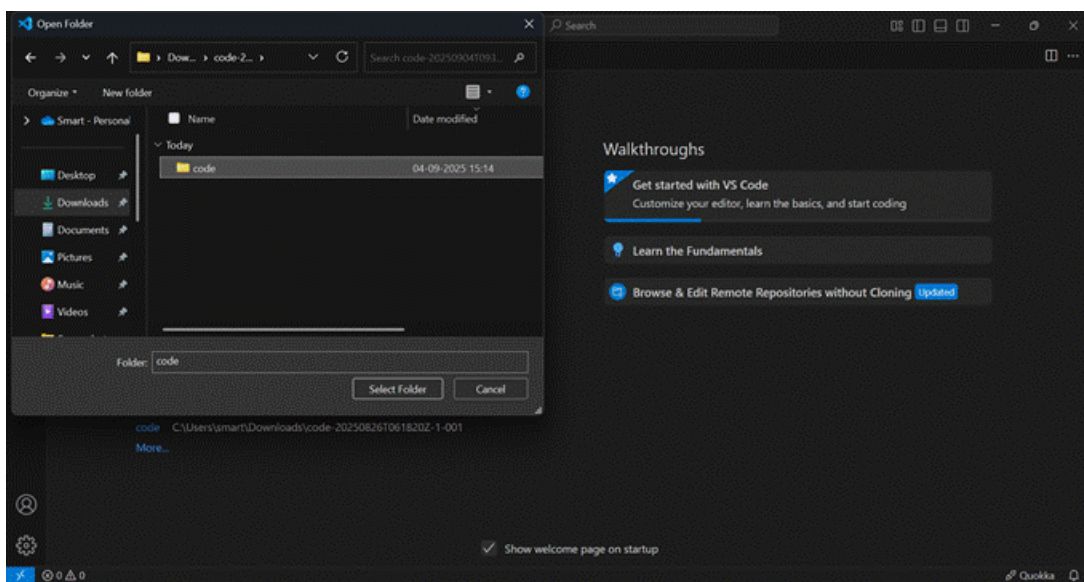 Open Folder
Search
Dow... › code-2... ›
Search code-20250904T093...
Organize
New folder
Smart - Personal
Name
Date modified
Today
code
04-09-2025 15:14
Desktop
Downloads
Documents
Pictures
Music
Videos
Folder: code
Select Folder
Cancel
Walkthroughs
Get started with VS Code
Customize your editor, learn the basics, and start coding
Learn the Fundamentals
Browse & Edit Remote Repositories without Cloning Updated
code C:\Users\smart\Downloads\code-20250826T061820Z-1-001
More...
Show welcome page on startup
0 0
Quokka